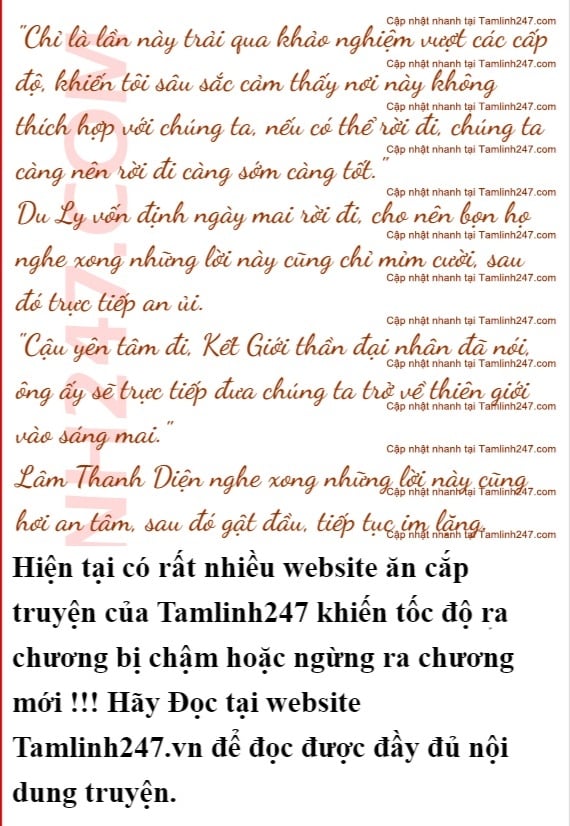 Cập nhật nhanh tại Tamlinh247.com
"Chỉ là lần này trải qua khảo nghiệm vượt các cấp
Cập nhật nhanh tại Tamlinh247.com
độ, khiến tôi sâu sắc cảm thấy nơi này không
Cập nhật nhanh tại Tamlinh247.com
thích hợp với chúng ta, nếu có thể rời đi, chúng ta
Cập nhật nhanh tại Tamlinh247.com
càng nên rời đi càng sớm càng tốt."
Cập nhật nhanh tại Tamlinh247.com
Du Ly vốn định ngày mai rời đi, cho nên bọn họ
Cập nhật nhanh tại Tamlinh247.com
nghe xong những lời này cũng chỉ mỉm cười, sau
Cập nhật nhanh tại Tamlinh247.com
đó trực tiếp an ủi.
Cập nhật nhanh tại Tamlinh247.com
"Cậu yên tâm đi, Kết Giới thần đại nhân đã nói,
Cập nhật nhanh tại Tamlinh247.com
ông ấy sẽ trực tiếp đưa chúng ta trở về thiên giới
Cập nhật nhanh tại Tamlinh247.com
vào sáng mai."
Cập nhật nhanh tại Tamlinh247.com
Lâm Thanh Diện nghe xong những lời này cũng
Cập nhật nhanh tại Tamlinh247.com
hơi an tâm, sau đó gật đầu, tiếp tục im lặng.
Cập nhật nhanh tại Tamlinh247.com
NH247.COM
Hiện tại có rất nhiều website ăn cắp
truyện của Tamlinh247 khiến tốc độ ra
chương bị chậm hoặc ngừng ra chương
mới !!! Hãy Đọc tại website
Tamlinh247.vn để đọc được đầy đủ nội
dung truyện.